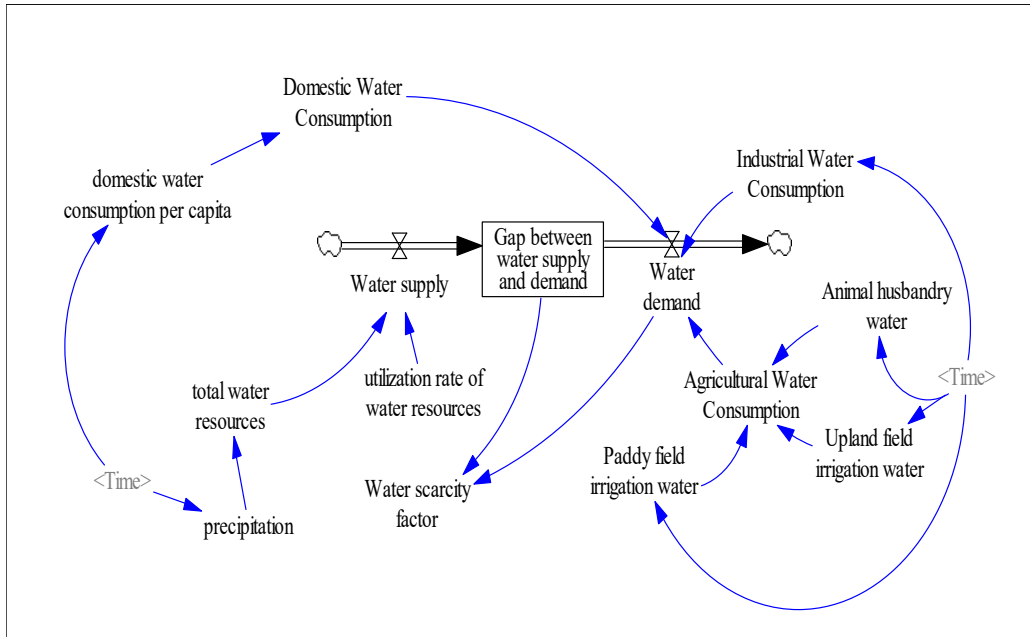 Domestic Water
Consumption
domestic water
consumption per capita
Industrial Water
Consumption
Gap between
water supply
and demand
Water supply
Water
demand
Animal husbandry
water
total water
resources
utilization rate of
water resources
Agricultural Water
Consumption
<Time>
Upland field
irrigation water
Paddy field
irrigation water
<Time>
Water scarcity
factor
precipitation